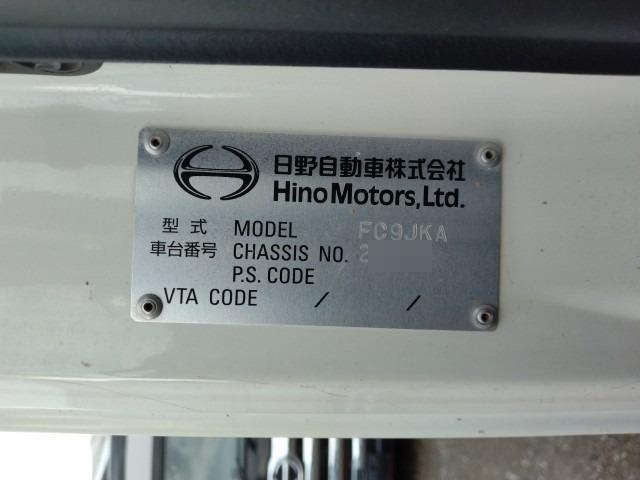 日野自動車株式会社
Hino Motors, Ltd.
型式 MODEL FC9JKA
車台番号 CHASSIS NO. 2
P.S. CODE
VTA CODE / /